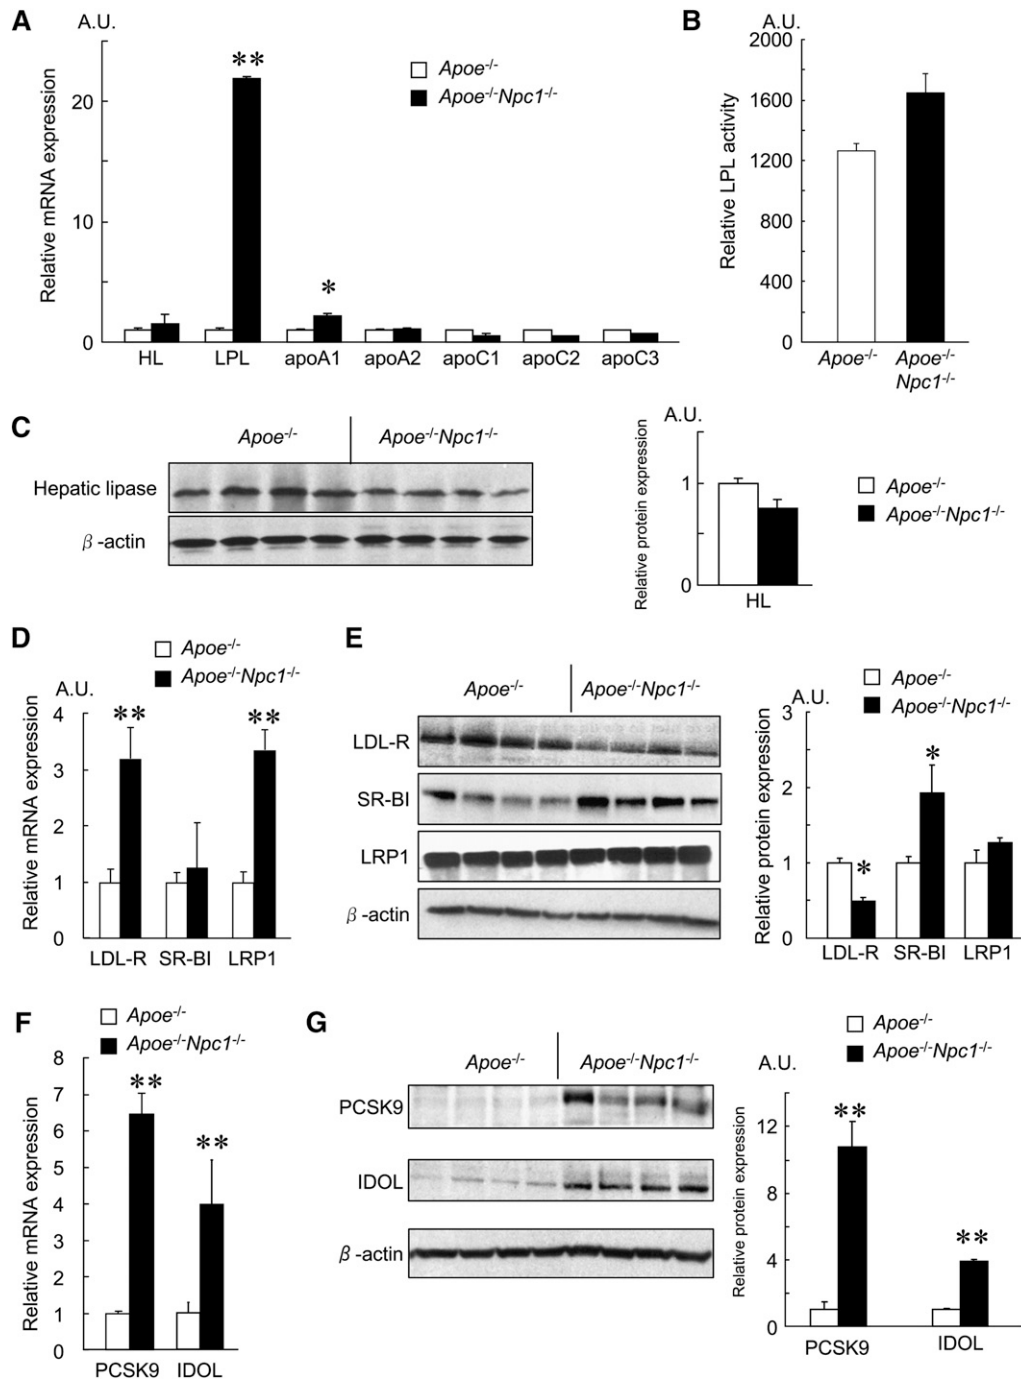 A
A.U.
Relative mRNA expression
20
10
0
**
*
Apoe-/-
Apoe-/-Npc1-/-
HL LPL apoA1 apoA2 apoC1 apoC2 apoC3
B
A.U.
Relative LPL activity
2000
1600
1200
800
400
0
Apoe-/- Apoe-/-
Npc1-/-
C
Apoe-/- Apoe-/-Npc1-/-
Hepatic lipase
β-actin
A.U.
Relative protein expression
1
0
HL
Apoe-/-
Apoe-/-Npc1-/-
D
Apoe-/-
Apoe-/-Npc1-/-
A.U.
Relative mRNA expression
4
3
2
1
0
** **
LDL-R SR-BI LRP1
E
Apoe-/- Apoe-/-Npc1-/-
LDL-R
SR-BI
LRP1
β-actin
Apoe-/-
Apoe-/-Npc1-/-
A.U.
Relative protein expression
3
2
1
0
*
*
LDL-R SR-BI LRP1
F
Apoe-/-
Apoe-/-Npc1-/-
A.U.
Relative mRNA expression
8
7
6
5
4
3
2
1
0
**
**
PCSK9 IDOL
G
Apoe-/- Apoe-/-Npc1-/-
PCSK9
IDOL
β-actin
Apoe-/-
Apoe-/-Npc1-/-
A.U.
Relative protein expression
12
8
4
0
**
**
PCSK9 IDOL